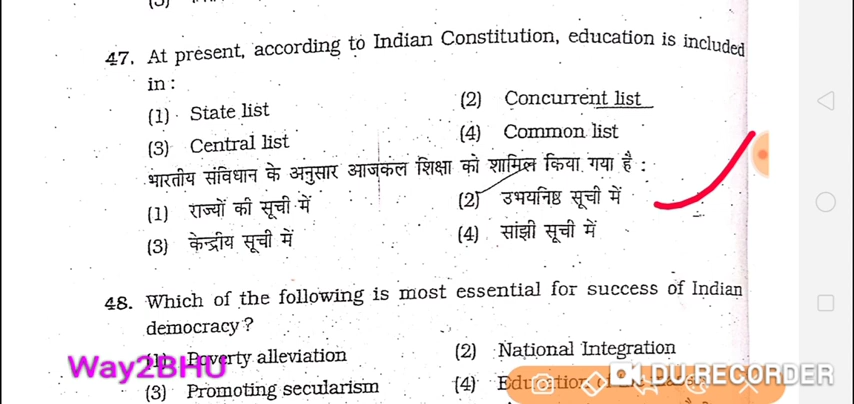 47. At present, according to Indian Constitution, education is included
in :
(1) State list
(2) Concurrent list
(3) Central list
(4) Common list
भारतीय संविधान के अनुसार आजकल शिक्षा को शामिल किया गया है :
(1) राज्यों की सूची में
(2) उभयनिष्ठ सूची में
(3) केन्द्रीय सूची में
(4) सांझी सूची में
48. Which of the following is most essential for success of Indian
democracy?
(1) Poverty alleviation
(2) National Integration
(3) Promoting secularism
(4) Education of
Way2BHU
DU RECORDER